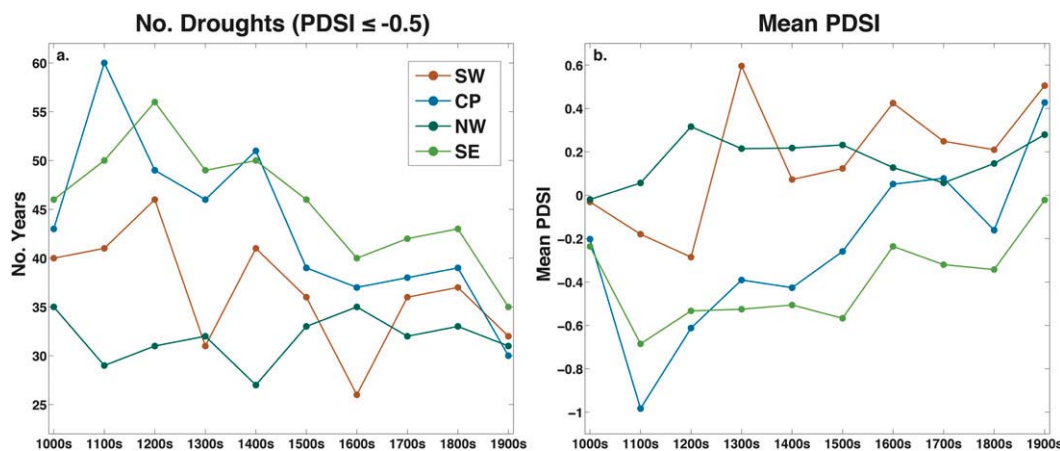 No. Droughts (PDSI ≤ -0.5)
a.
SW
CP
NW
SE
No. Years
60
55
50
45
40
35
30
25
1000s 1100s 1200s 1300s 1400s 1500s 1600s 1700s 1800s 1900s
Mean PDSI
b.
Mean PDSI
0.6
0.4
0.2
0
−0.2
−0.4
−0.6
−0.8
−1
1000s 1100s 1200s 1300s 1400s 1500s 1600s 1700s 1800s 1900s